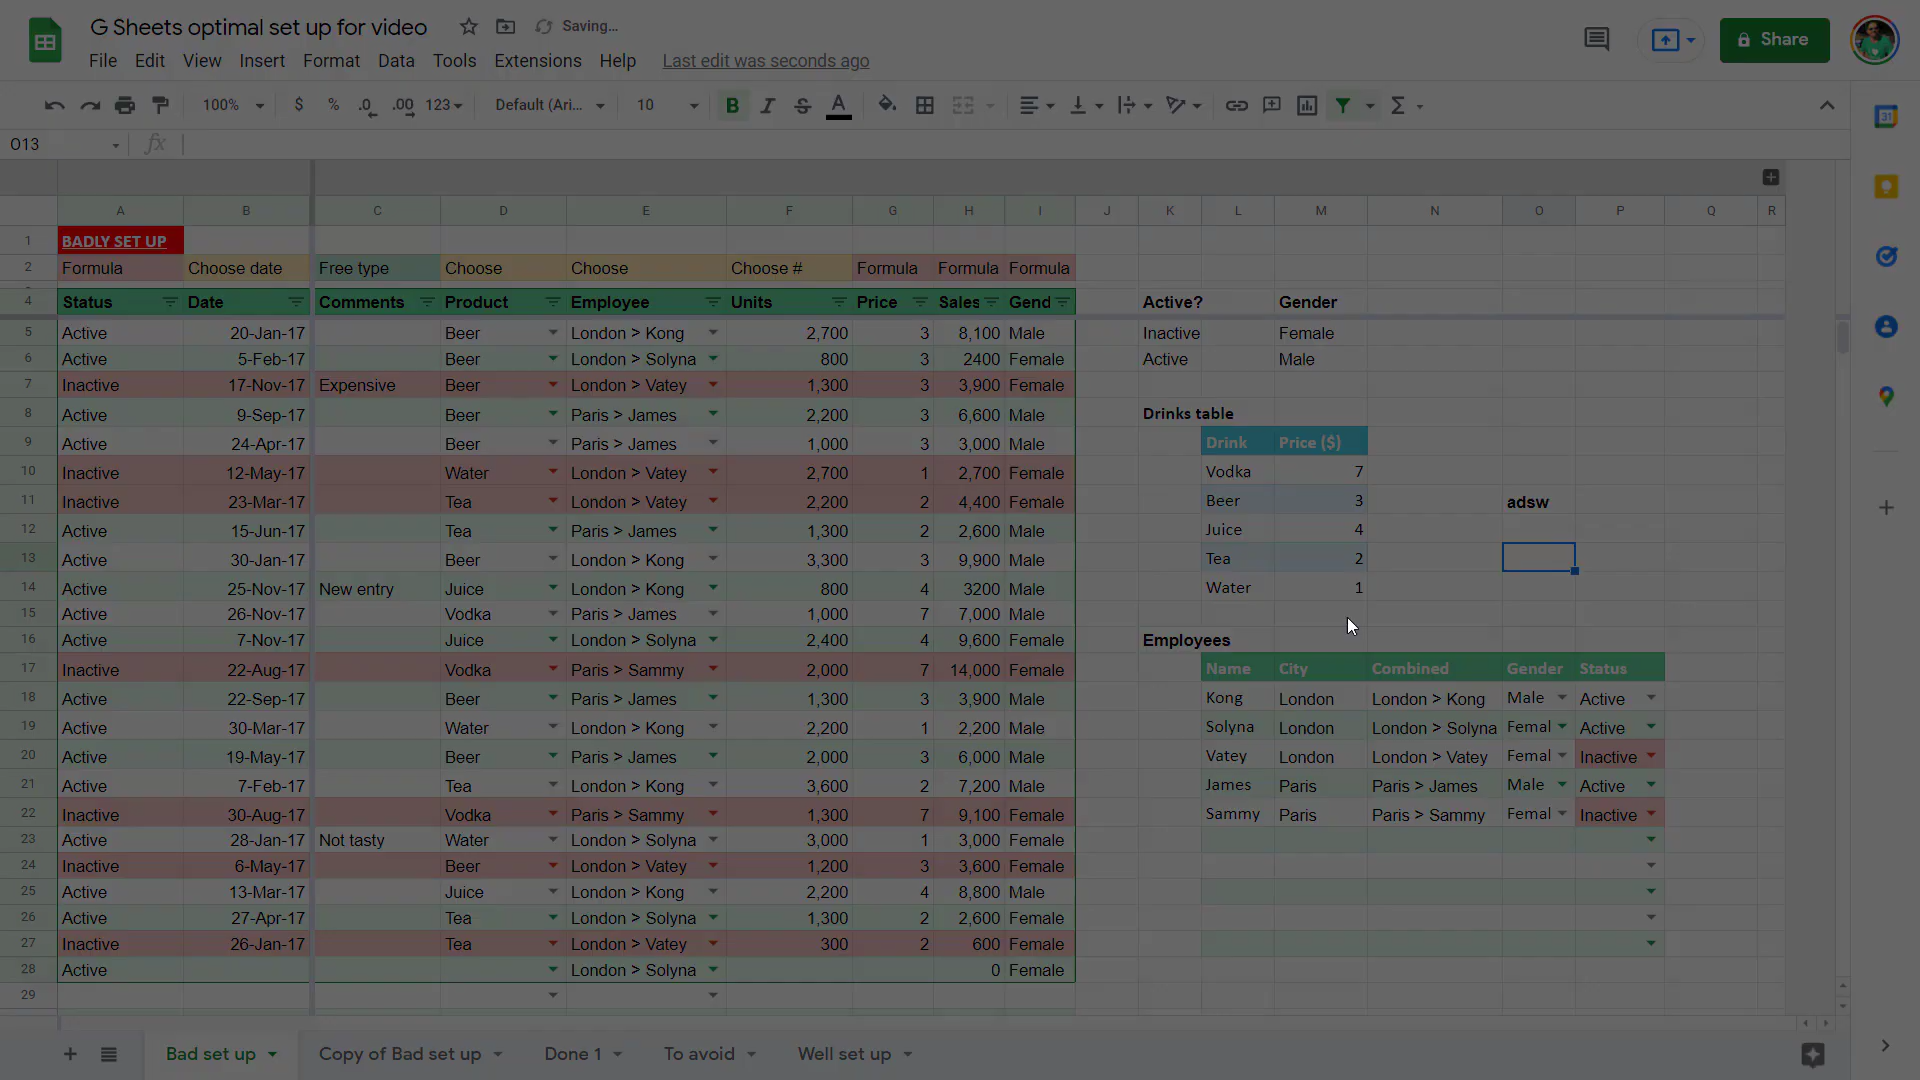 G Sheets optimal set up for video Saving...
File Edit View Insert Format Data Tools Extensions Help Last edit was seconds ago
Share
100% $ % .0 .00 123 Default (Ari... 10 B I S A Σ
O13 fx
A B C D E F G H I J K L M N O P Q R
1 BADLY SET UP
2 Formula Choose date Free type Choose Choose Choose # Formula Formula Formula
4 Status Date Comments Product Employee Units Price Sales Gend Active? Gender
5 Active 20-Jan-17 Beer London > Kong 2,700 3 8,100 Male Inactive Female
6 Active 5-Feb-17 Beer London > Solyna 800 3 2400 Female Active Male
7 Inactive 17-Nov-17 Expensive Beer London > Vatey 1,300 3 3,900 Female
8 Active 9-Sep-17 Beer Paris > James 2,200 3 6,600 Male Drinks table
9 Active 24-Apr-17 Beer Paris > James 1,000 3 3,000 Male Drink Price ($)
10 Inactive 12-May-17 Water London > Vatey 2,700 1 2,700 Female Vodka 7
11 Inactive 23-Mar-17 Tea London > Vatey 2,200 2 4,400 Female Beer 3 adsw
12 Active 15-Jun-17 Tea Paris > James 1,300 2 2,600 Male Juice 4
13 Active 30-Jan-17 Beer London > Kong 3,300 3 9,900 Male Tea 2
14 Active 25-Nov-17 New entry Juice London > Kong 800 4 3200 Male Water 1
15 Active 26-Nov-17 Vodka Paris > James 1,000 7 7,000 Male
16 Active 7-Nov-17 Juice London > Solyna 2,400 4 9,600 Female Employees
17 Inactive 22-Aug-17 Vodka Paris > Sammy 2,000 7 14,000 Female Name City Combined Gender Status
18 Active 22-Sep-17 Beer Paris > James 1,300 3 3,900 Male Kong London London > Kong Male Active
19 Active 30-Mar-17 Water London > Kong 2,200 1 2,200 Male Solyna London London > Solyna Femal Active
20 Active 19-May-17 Beer Paris > James 2,000 3 6,000 Male Vatey London London > Vatey Femal Inactive
21 Active 7-Feb-17 Tea London > Kong 3,600 2 7,200 Male James Paris Paris > James Male Active
22 Inactive 30-Aug-17 Vodka Paris > Sammy 1,300 7 9,100 Female Sammy Paris Paris > Sammy Femal Inactive
23 Active 28-Jan-17 Not tasty Water London > Solyna 3,000 1 3,000 Female
24 Inactive 6-May-17 Beer London > Vatey 1,200 3 3,600 Female
25 Active 13-Mar-17 Juice London > Kong 2,200 4 8,800 Male
26 Active 27-Apr-17 Tea London > Solyna 1,300 2 2,600 Female
27 Inactive 26-Jan-17 Tea London > Vatey 300 2 600 Female
28 Active London > Solyna 0 Female
29
Bad set up Copy of Bad set up Done 1 To avoid Well set up
31